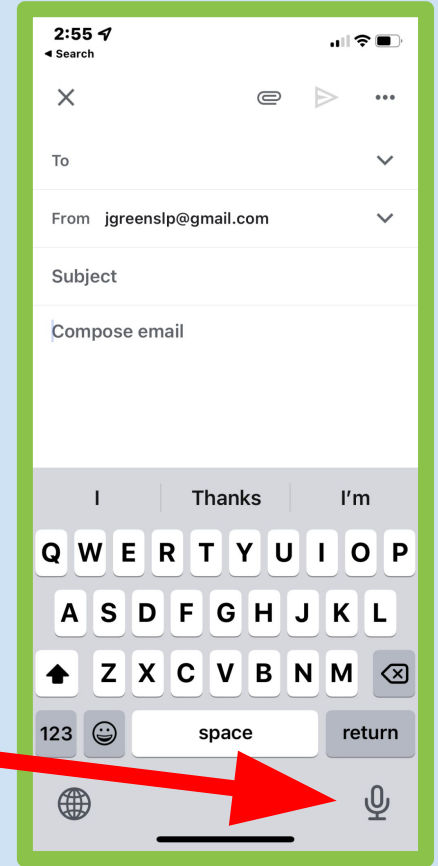 2:55
Search
To
From jgreenslp@gmail.com
Subject
Compose email
I Thanks I'm
Q W E R T Y U I O P
A S D F G H J K L
Z X C V B N M
123 space return